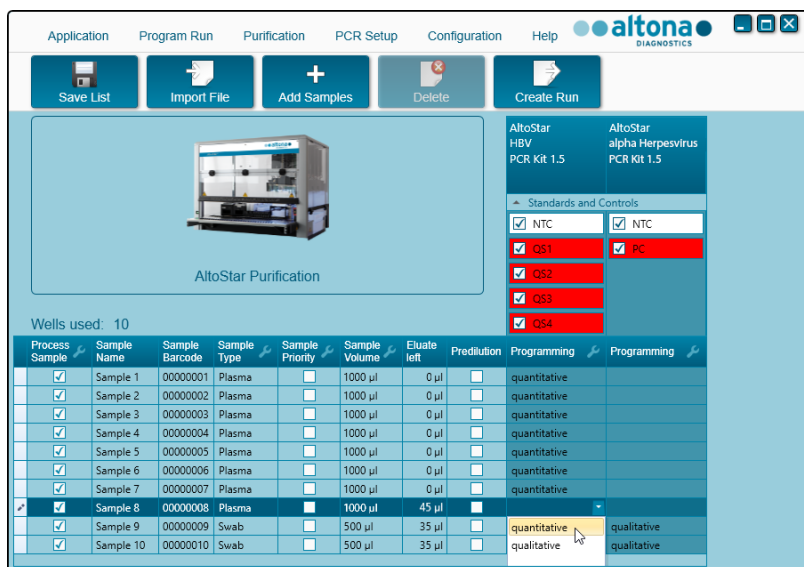 Application Program Run Purification PCR Setup Configuration Help altona
DIAGNOSTICS
Save List Import File Add Samples Delete Create Run
AltoStar AltoStar
HBV alpha Herpesvirus
PCR Kit 1.5 PCR Kit 1.5
Standards and Controls
NTC NTC
QS1 PC
QS2
QS3
QS4
altona
AltoStar Purification
Wells used: 10
Process Sample Sample Sample Sample Sample Eluate Predilution Programming Programming
Sample Name Barcode Type Priority Volume left
Sample 1 00000001 Plasma 1000 µl 0 µl quantitative
Sample 2 00000002 Plasma 1000 µl 0 µl quantitative
Sample 3 00000003 Plasma 1000 µl 0 µl quantitative
Sample 4 00000004 Plasma 1000 µl 0 µl quantitative
Sample 5 00000005 Plasma 1000 µl 0 µl quantitative
Sample 6 00000006 Plasma 1000 µl 0 µl quantitative
Sample 7 00000007 Plasma 1000 µl 0 µl quantitative
Sample 8 00000008 Plasma 1000 µl 45 µl
Sample 9 00000009 Swab 500 µl 35 µl quantitative qualitative
Sample 10 00000010 Swab 500 µl 35 µl qualitative qualitative